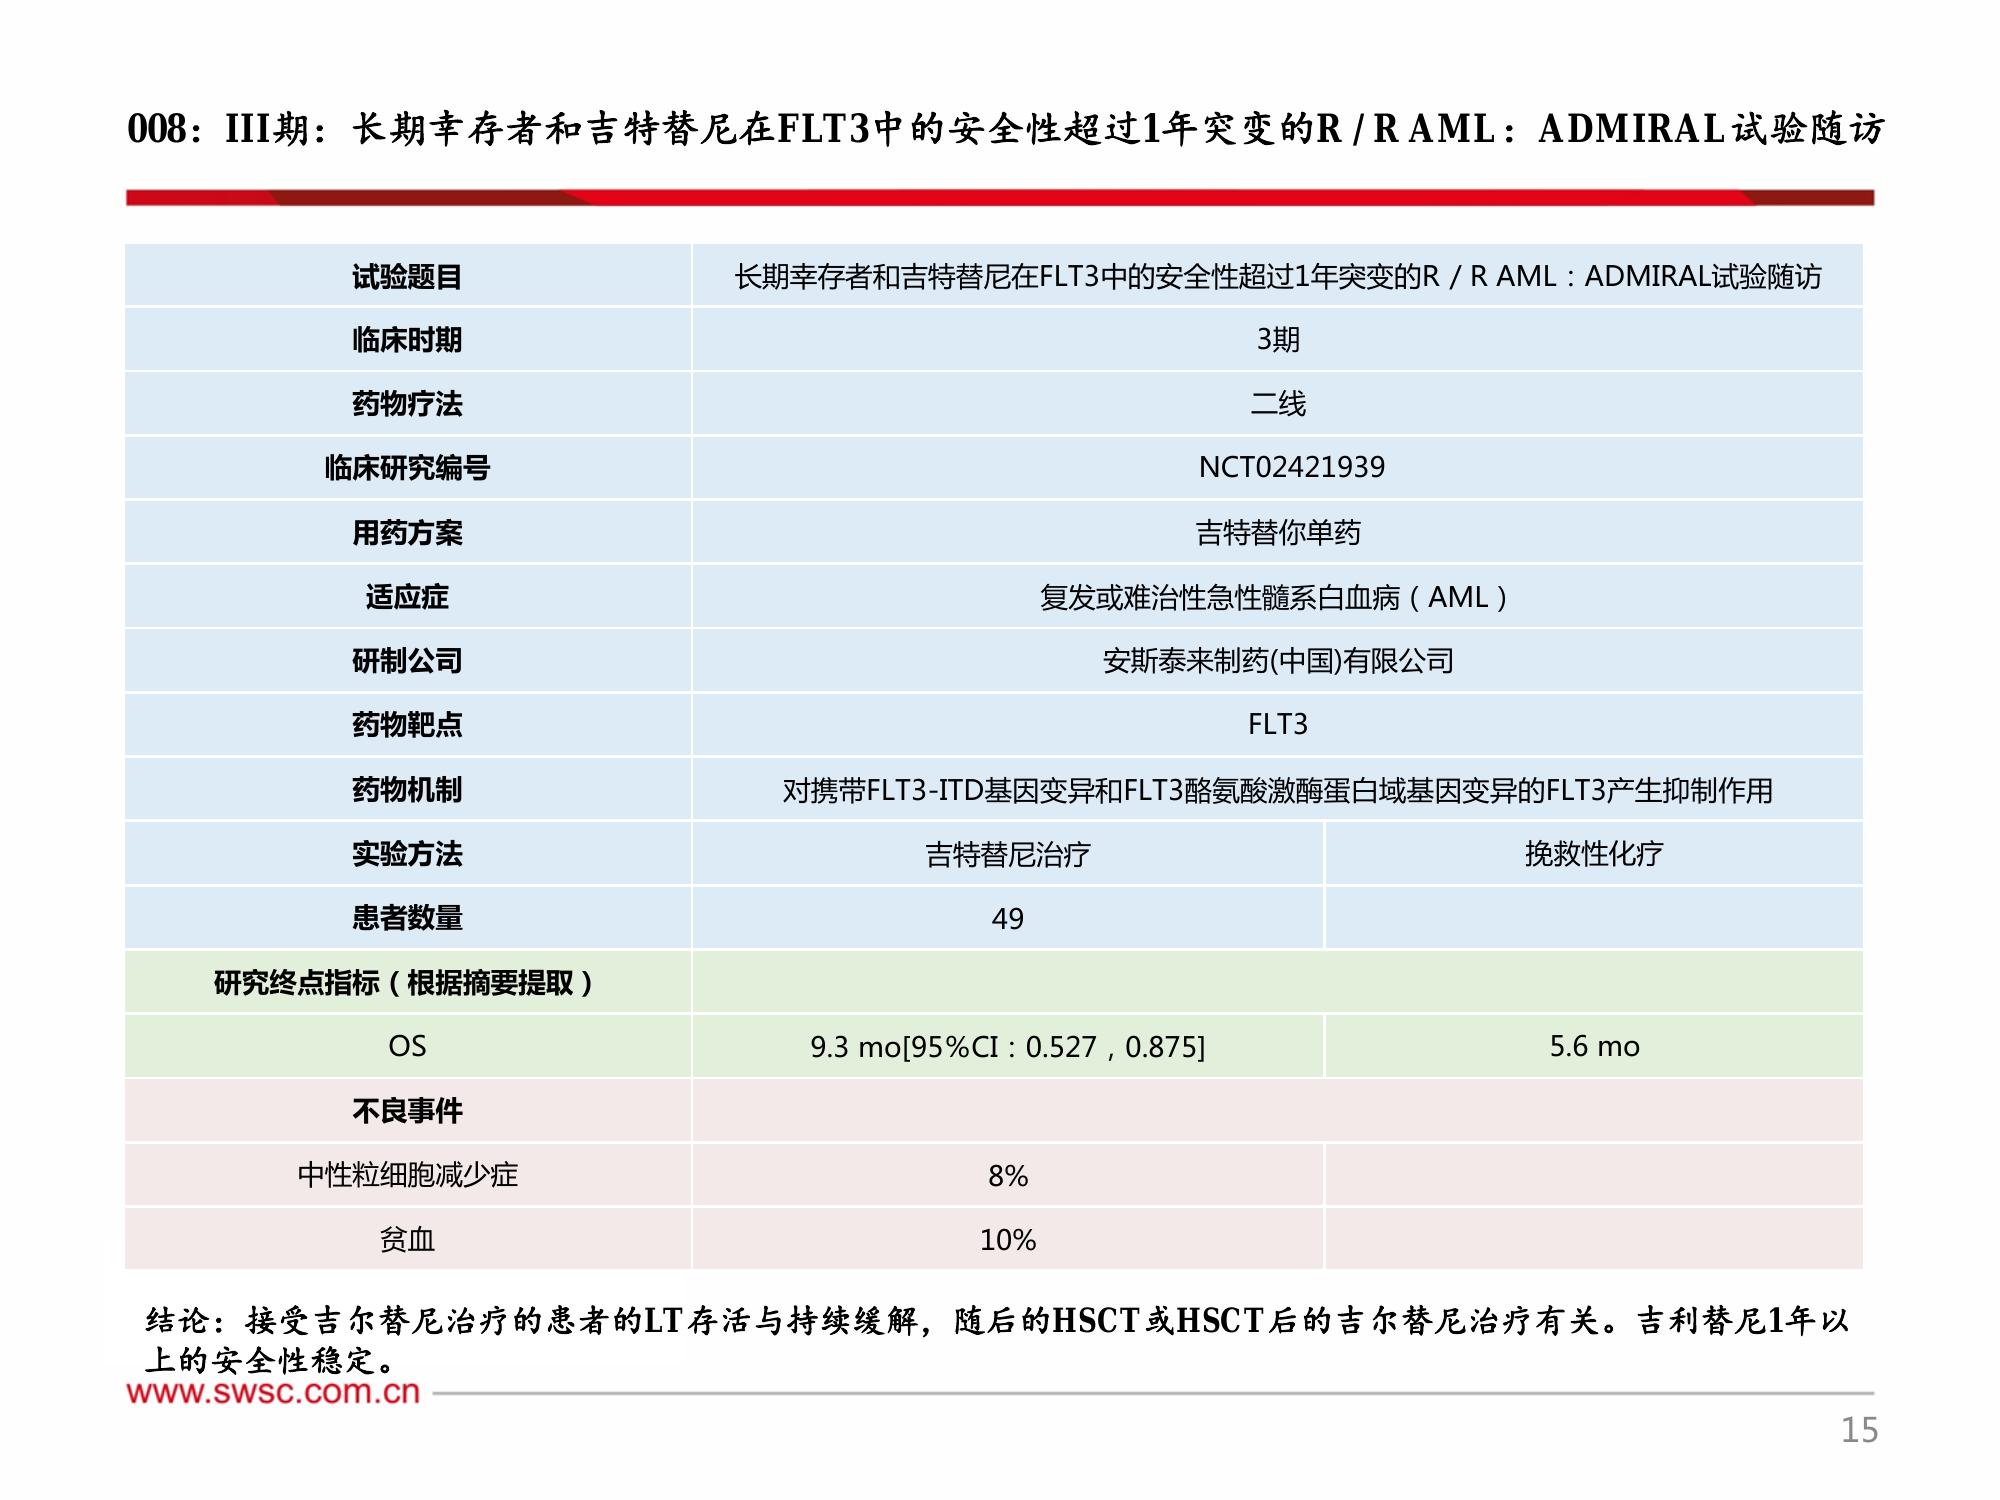 008：III期：长期幸存者和吉特替尼在FLT3中的安全性超过1年突变的R / R AML：ADMIRAL试验随访
试验题目 长期幸存者和吉特替尼在FLT3中的安全性超过1年突变的R / R AML：ADMIRAL试验随访
临床时期 3期
药物疗法 二线
临床研究编号 NCT02421939
用药方案 吉特替你单药
适应症 复发或难治性急性髓系白血病（AML）
研制公司 安斯泰来制药(中国)有限公司
药物靶点 FLT3
药物机制 对携带FLT3-ITD基因变异和FLT3酪氨酸激酶蛋白域基因变异的FLT3产生抑制作用
实验方法 吉特替尼治疗 挽救性化疗
患者数量 49
研究终点指标（根据摘要提取）
OS 9.3 mo[95%CI：0.527，0.875] 5.6 mo
不良事件
中性粒细胞减少症 8%
贫血 10%
结论：接受吉尔替尼治疗的患者的LT存活与持续缓解，随后的HSCT或HSCT后的吉尔替尼治疗有关。吉利替尼1年以
上的安全性稳定。
www.swsc.com.cn
15